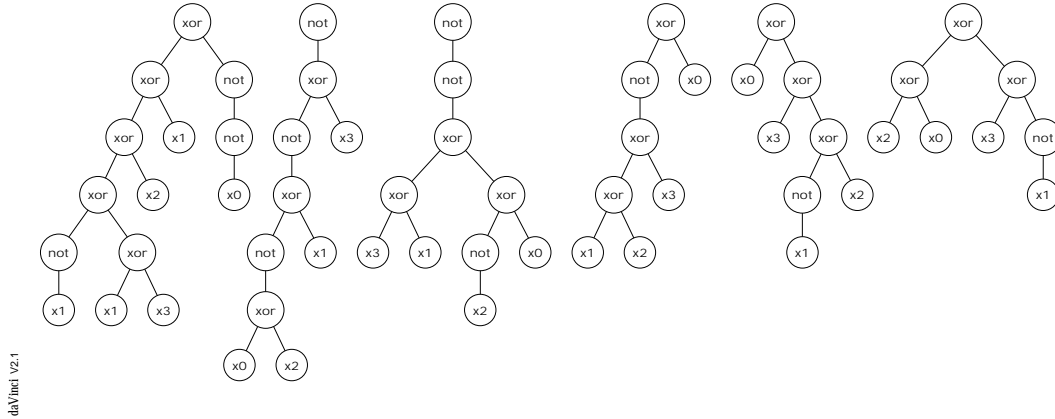 xor not not xor xor xor
xor not xor not not x0 x0 xor xor xor
xor x1 not not x3 xor xor x3 xor x2 x0 x3 not
xor x2 x0 xor xor xor xor x3 not x2 x1
not xor not x1 x3 x1 not x0 x1 x2 x1
x1 x1 x3 xor x2
x0 x2
daVinci V2.1